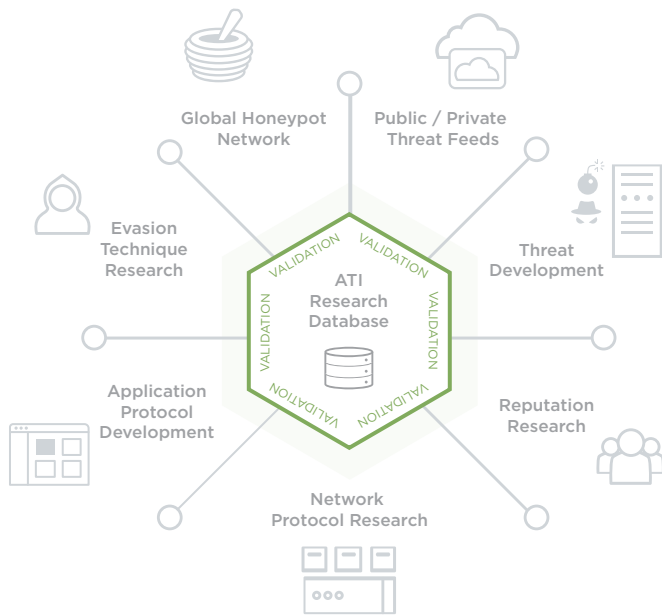 Global Honeypot
Network
Public / Private
Threat Feeds
Evasion
Technique
Research
Threat
Development
VALIDATION
VALIDATION
VALIDATION
VALIDATION
VALIDATION
VALIDATION
ATI
Research
Database
Application
Protocol
Development
Reputation
Research
Network
Protocol Research